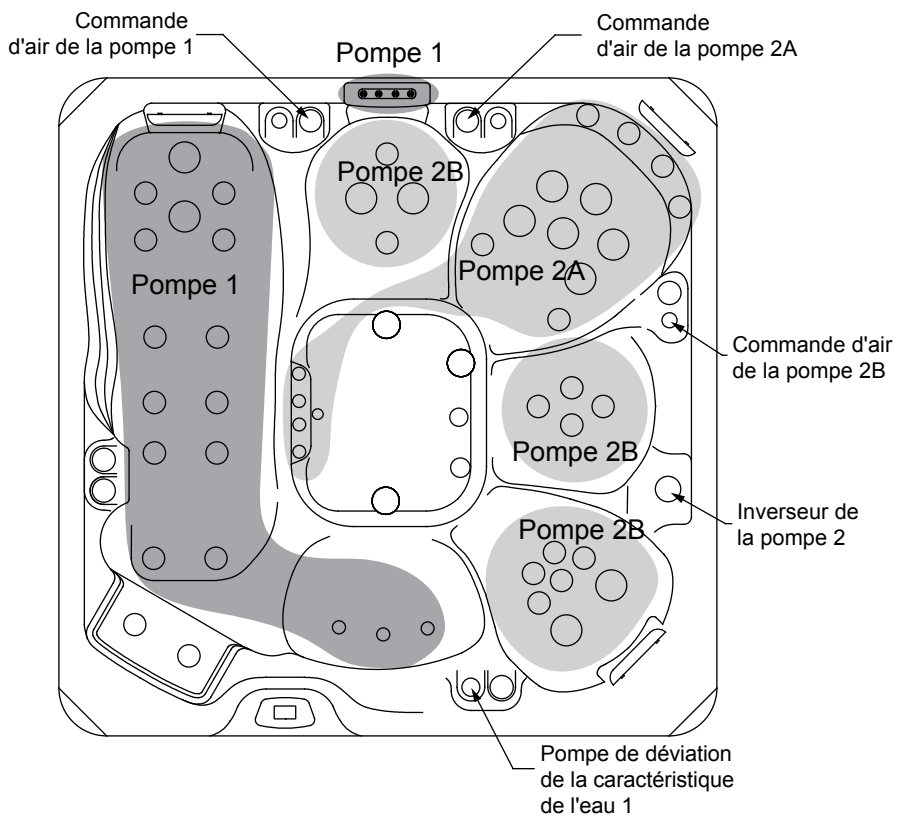 Commande
d'air de la pompe 1
Pompe 1
Commande
d'air de la pompe 2A
Pompe 2B
Pompe 2A
Pompe 1
Commande d'air
de la pompe 2B
Pompe 2B
Pompe 2B
Inverseur de
la pompe 2
Pompe de déviation
de la caractéristique
de l'eau 1